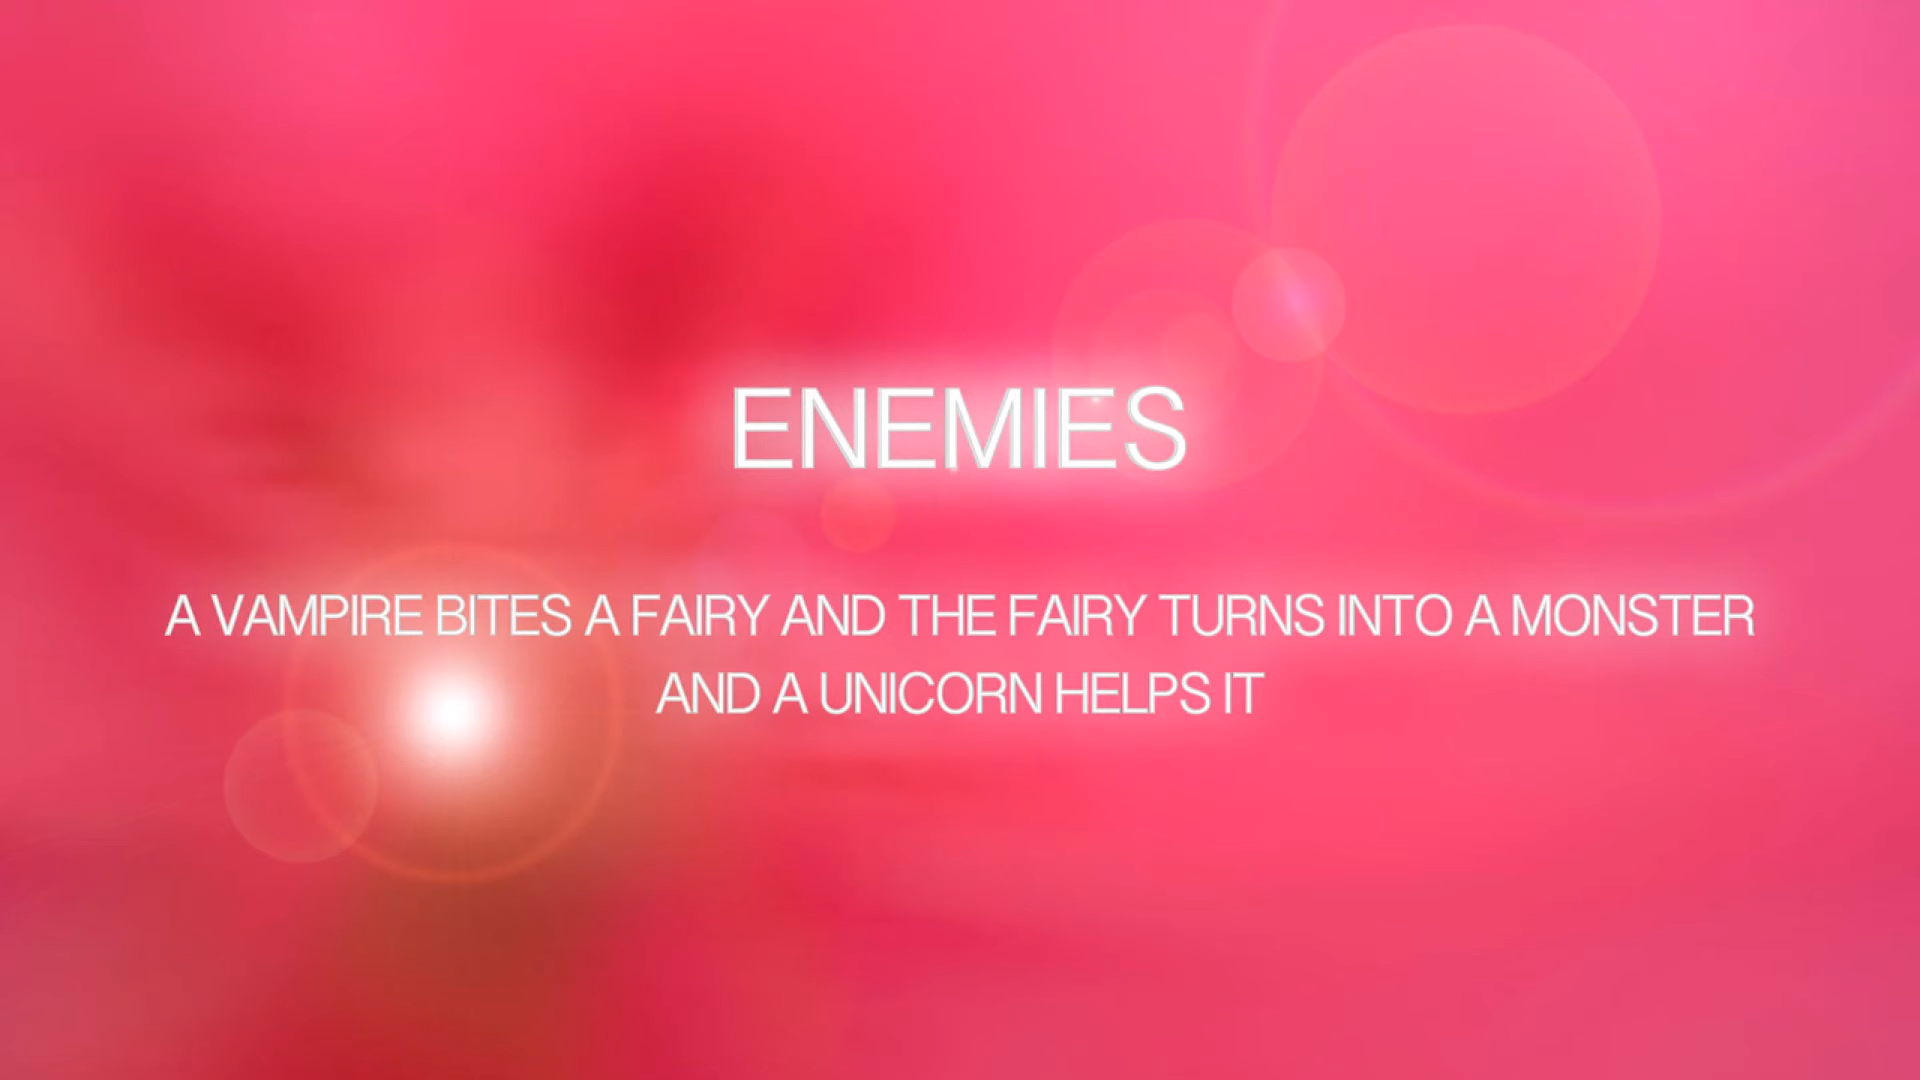 ENEMIES
A VAMPIRE BITES A FAIRY AND THE FAIRY TURNS INTO A MONSTER
AND A UNICORN HELPS IT